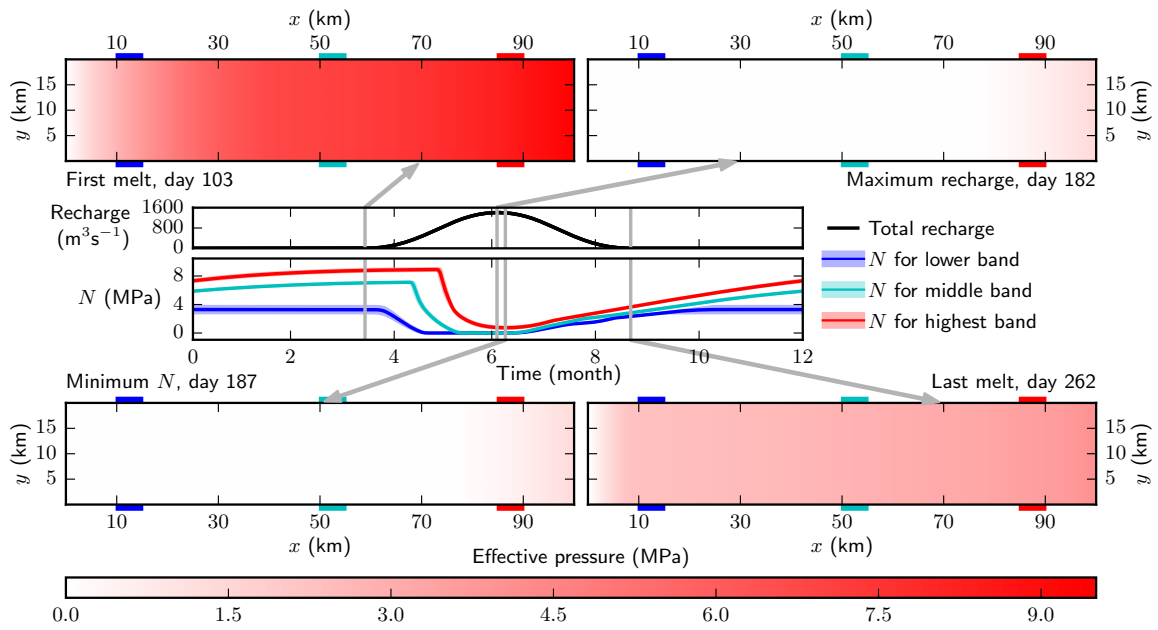 x (km)
x (km)
10 30 50 70 90
10 30 50 70 90
y (km)
15
10
5
15
10
5
y (km)
First melt, day 103
Maximum recharge, day 182
Recharge
(m³s⁻¹)
1600
800
0
Total recharge
N for lower band
N for middle band
N for highest band
N (MPa)
8
4
0
0 2 4 6 8 10 12
Time (month)
Minimum N, day 187
Last melt, day 262
y (km)
15
10
5
15
10
5
y (km)
10 30 50 70 90
10 30 50 70 90
x (km)
x (km)
Effective pressure (MPa)
0.0 1.5 3.0 4.5 6.0 7.5 9.0